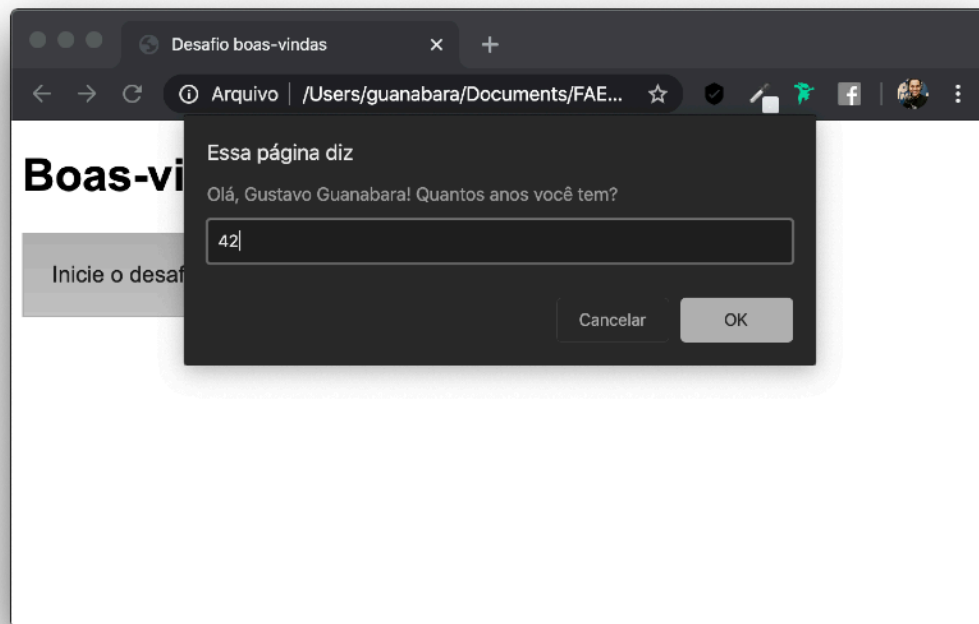 Desafio boas-vindas
Arquivo | /Users/guanabara/Documents/FAE...
Essa página diz
Olá, Gustavo Guanabara! Quantos anos você tem?
42
Cancelar OK
Boas-vi
Inicie o desaf